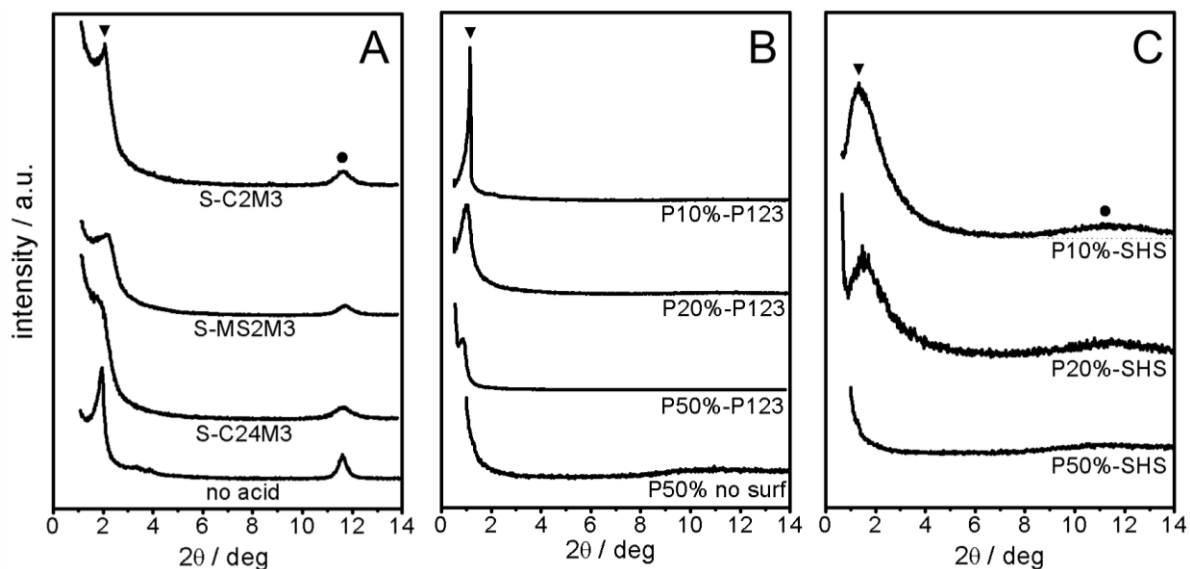 intensity / a.u.
A
S-C2M3
S-MS2M3
S-C24M3
no acid
0 2 4 6 8 10 12 14
2θ / deg
B
P10%-P123
P20%-P123
P50%-P123
P50% no surf
0 2 4 6 8 10 12 14
2θ / deg
C
P10%-SHS
P20%-SHS
P50%-SHS
0 2 4 6 8 10 12 14
2θ / deg